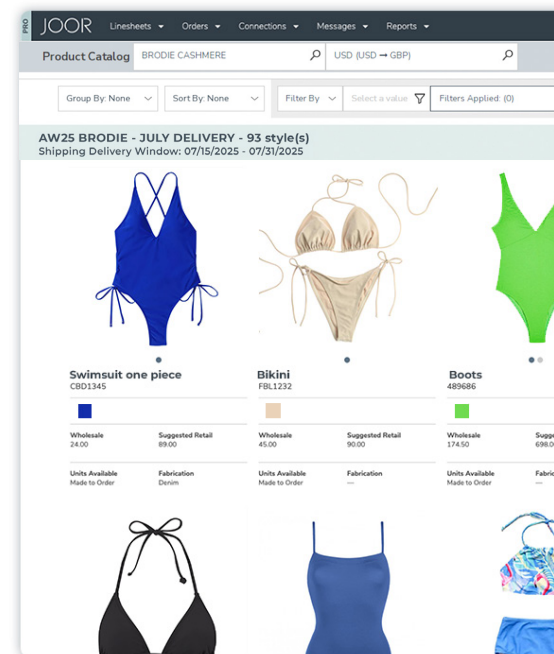 PRO
JOOR Linesheets Orders Connections Messages Reports
Product Catalog BRODIE CASHMERE USD (USD → GBP)
Group By: None Sort By: None Filter By Select a value Filters Applied: (0)
AW25 BRODIE - JULY DELIVERY - 93 style(s)
Shipping Delivery Window: 07/15/2025 - 07/31/2025
Swimsuit one piece Bikini Boots
CBD1345 FBL1232 489686
Wholesale Suggested Retail Wholesale Suggested Retail Wholesale Sugge
24.00 89.00 45.00 90.00 174.50 698.0
Units Available Fabrication Units Available Fabrication Units Available Fabric
Made to Order Denim Made to Order — Made to Order —